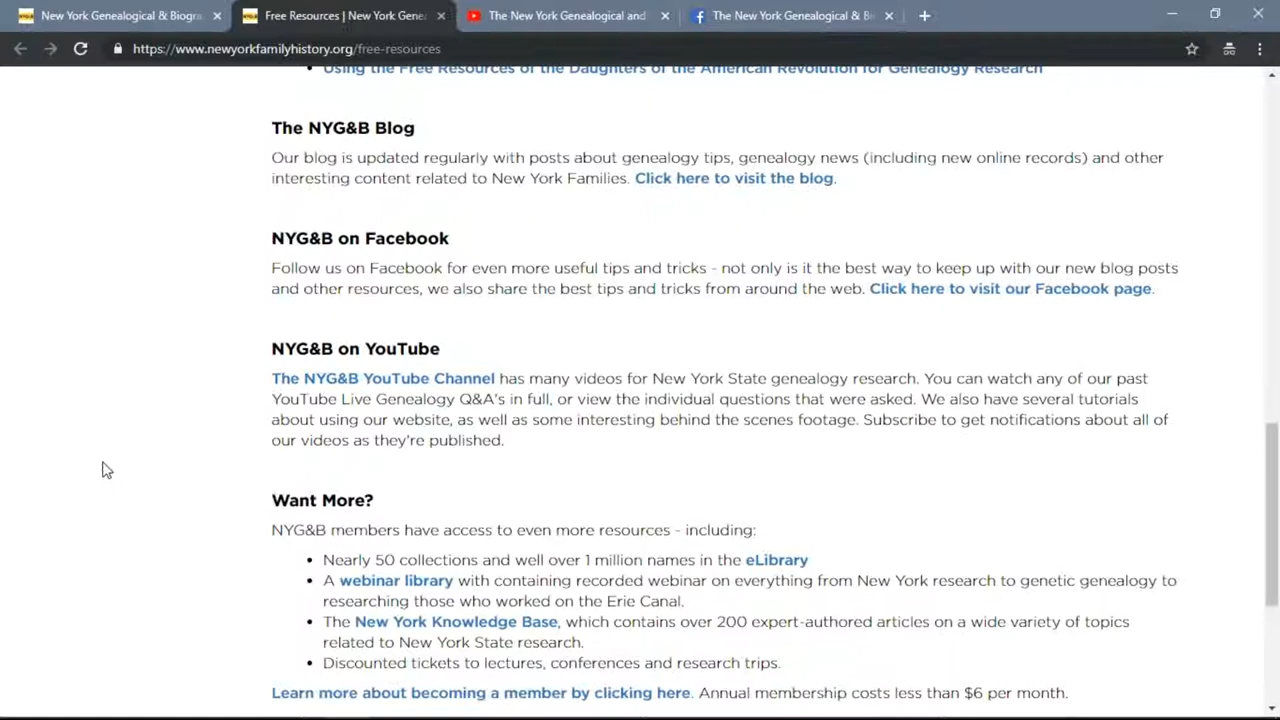 New York Genealogical & Biogra
Free Resources | New York Gene
The New York Genealogical and
The New York Genealogical & Bi
https://www.newyorkfamilyhistory.org/free-resources
Using the Free Resources of the Daughters of the American Revolution for Genealogy Research
The NYG&B Blog
Our blog is updated regularly with posts about genealogy tips, genealogy news (including new online records) and other
interesting content related to New York Families. Click here to visit the blog.
NYG&B on Facebook
Follow us on Facebook for even more useful tips and tricks - not only is it the best way to keep up with our new blog posts
and other resources, we also share the best tips and tricks from around the web. Click here to visit our Facebook page.
NYG&B on YouTube
The NYG&B YouTube Channel has many videos for New York State genealogy research. You can watch any of our past
YouTube Live Genealogy Q&A's in full, or view the individual questions that were asked. We also have several tutorials
about using our website, as well as some interesting behind the scenes footage. Subscribe to get notifications about all of
our videos as they're published.
Want More?
NYG&B members have access to even more resources - including:
• Nearly 50 collections and well over 1 million names in the eLibrary
• A webinar library with containing recorded webinar on everything from New York research to genetic genealogy to
researching those who worked on the Erie Canal.
• The New York Knowledge Base, which contains over 200 expert-authored articles on a wide variety of topics
related to New York State research.
• Discounted tickets to lectures, conferences and research trips.
Learn more about becoming a member by clicking here. Annual membership costs less than $6 per month.